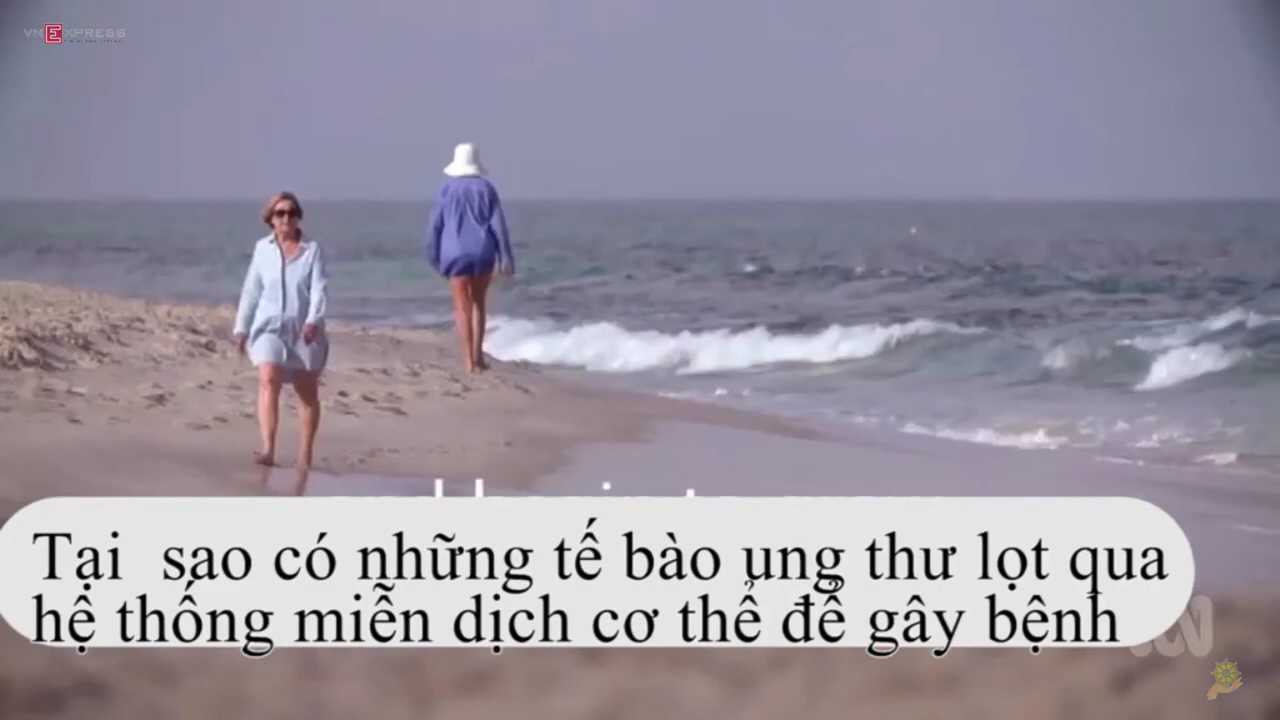 VNEXPRESS
Tại sao có những tế bào ung thư lọt qua
hệ thống miễn dịch cơ thể để gây bệnh